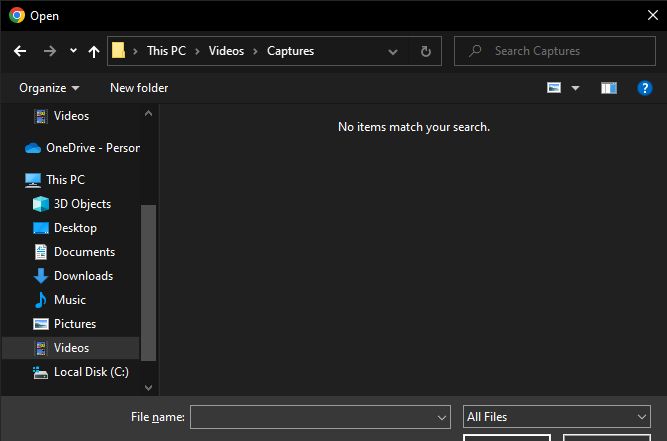 Open
This PC > Videos > Captures
Search Captures
Organize
New folder
No items match your search.
Videos
OneDrive - Person
This PC
3D Objects
Desktop
Documents
Downloads
Music
Pictures
Videos
Local Disk (C:)
File name:
All Files